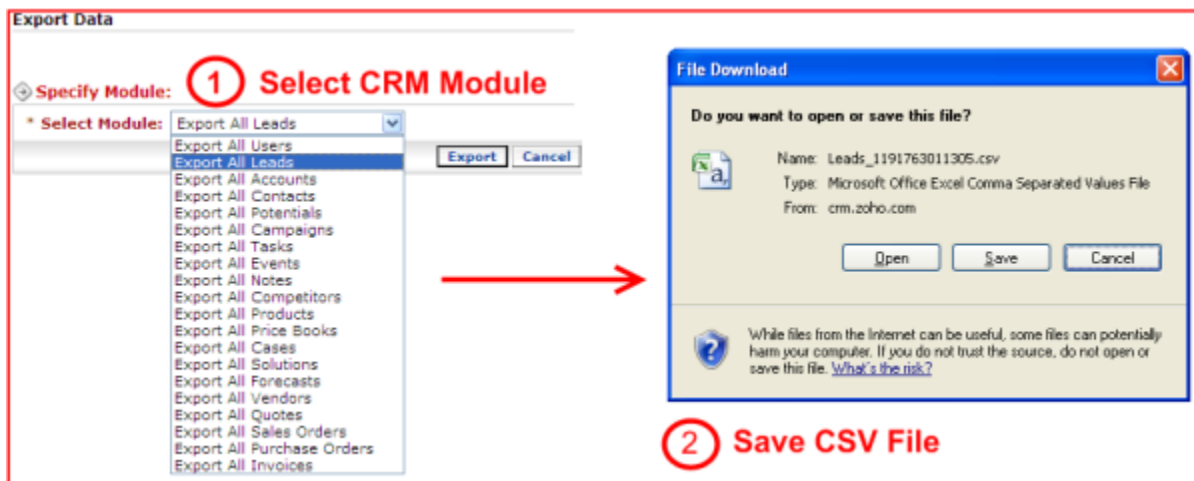 Export Data
1 Select CRM Module
Specify Module:
* Select Module: Export All Leads
Export All Users
Export All Leads
Export All Accounts
Export All Contacts
Export All Potentials
Export All Campaigns
Export All Tasks
Export All Events
Export All Notes
Export All Competitors
Export All Products
Export All Price Books
Export All Cases
Export All Solutions
Export All Forecasts
Export All Vendors
Export All Quotes
Export All Sales Orders
Export All Purchase Orders
Export All Invoices
Export Cancel
File Download
Do you want to open or save this file?
Name: Leads_1191763011305.csv
Type: Microsoft Office Excel Comma Separated Values File
From: crm.zoho.com
Open Save Cancel
While files from the Internet can be useful, some files can potentially
harm your computer. If you do not trust the source, do not open or
save this file. What's the risk?
2 Save CSV File